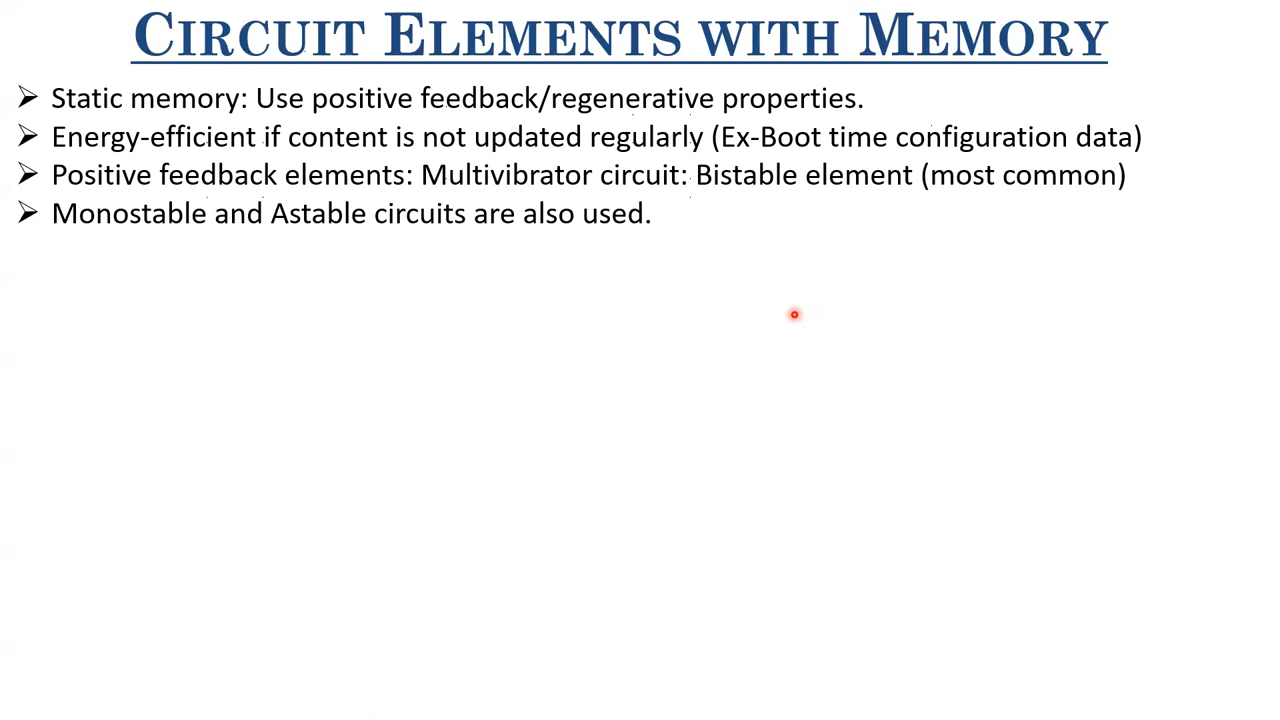 CIRCUIT ELEMENTS WITH MEMORY
➢ Static memory: Use positive feedback/regenerative properties.
➢ Energy-efficient if content is not updated regularly (Ex-Boot time configuration data)
➢ Positive feedback elements: Multivibrator circuit: Bistable element (most common)
➢ Monostable and Astable circuits are also used.